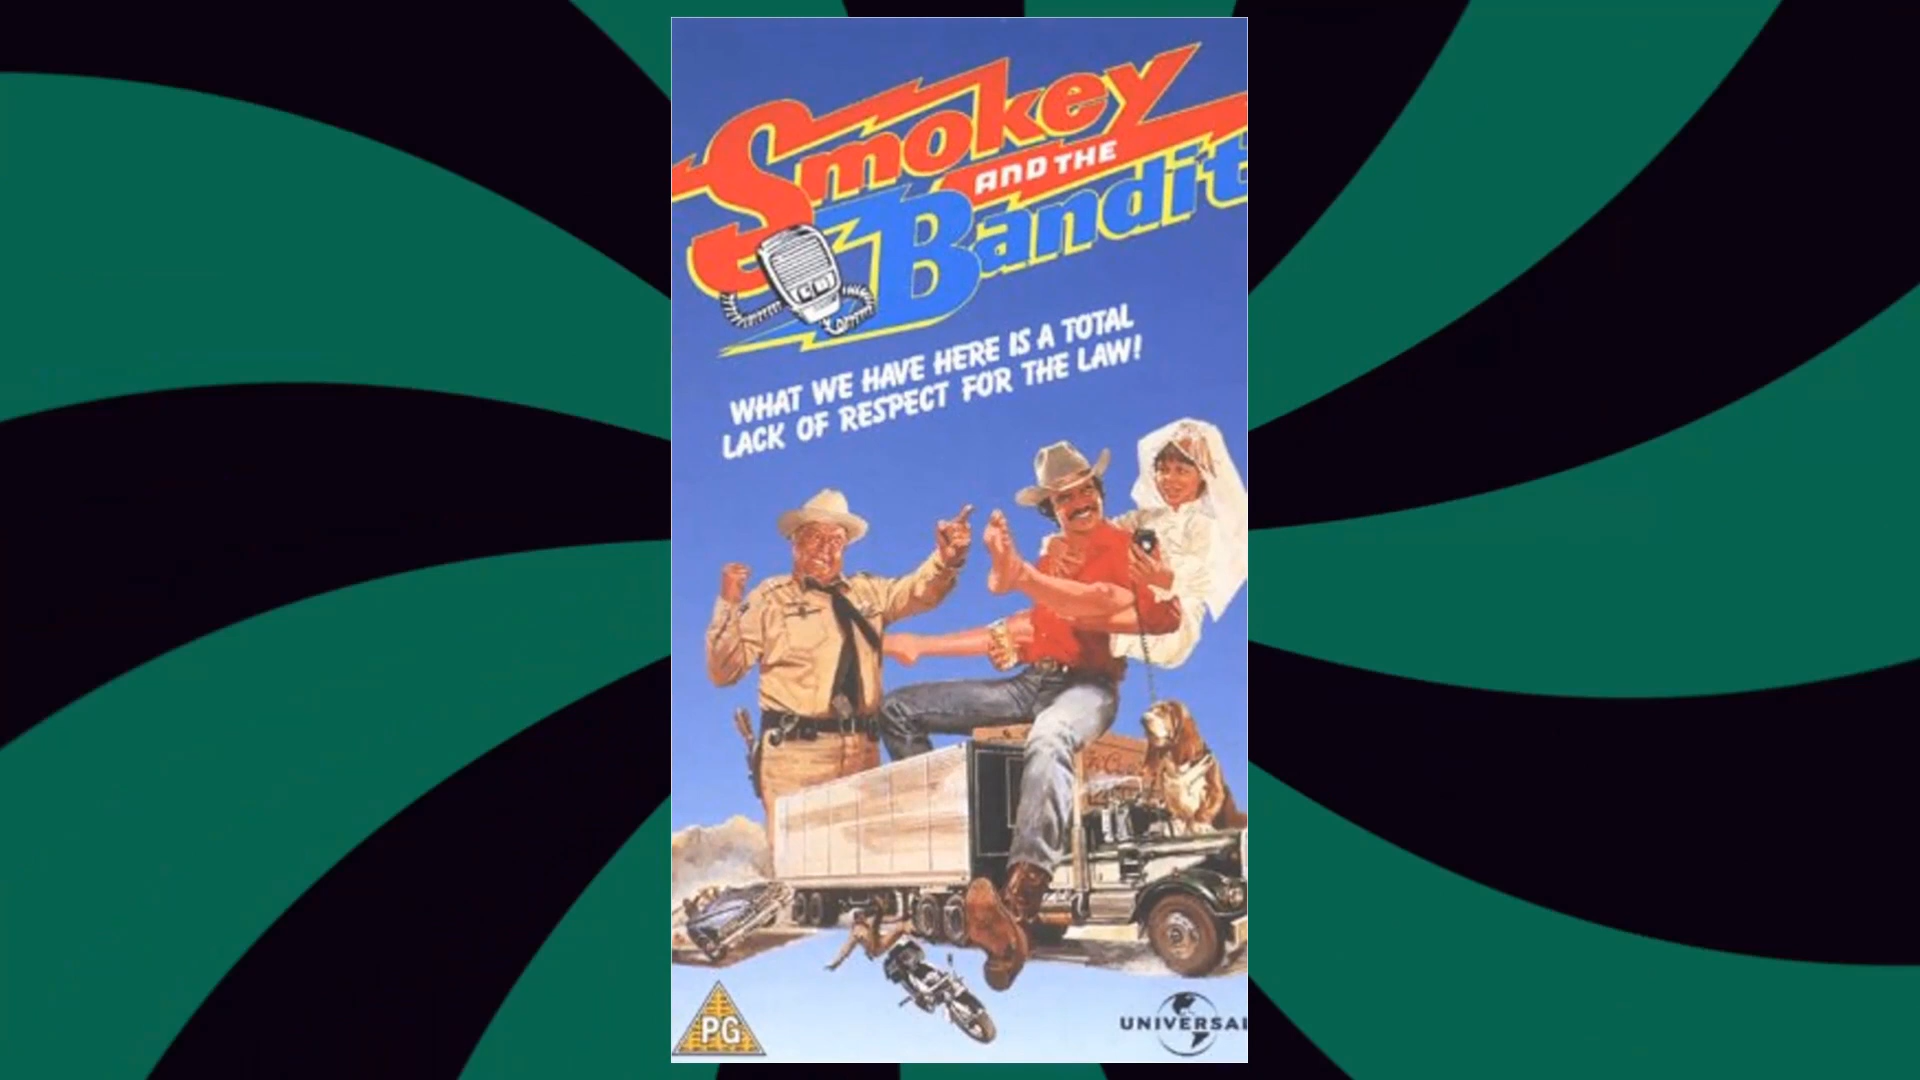 Smokey
AND THE
Bandit
CB
WHAT WE HAVE HERE IS A TOTAL
LACK OF RESPECT FOR THE LAW!
PG
UNIVERSAL